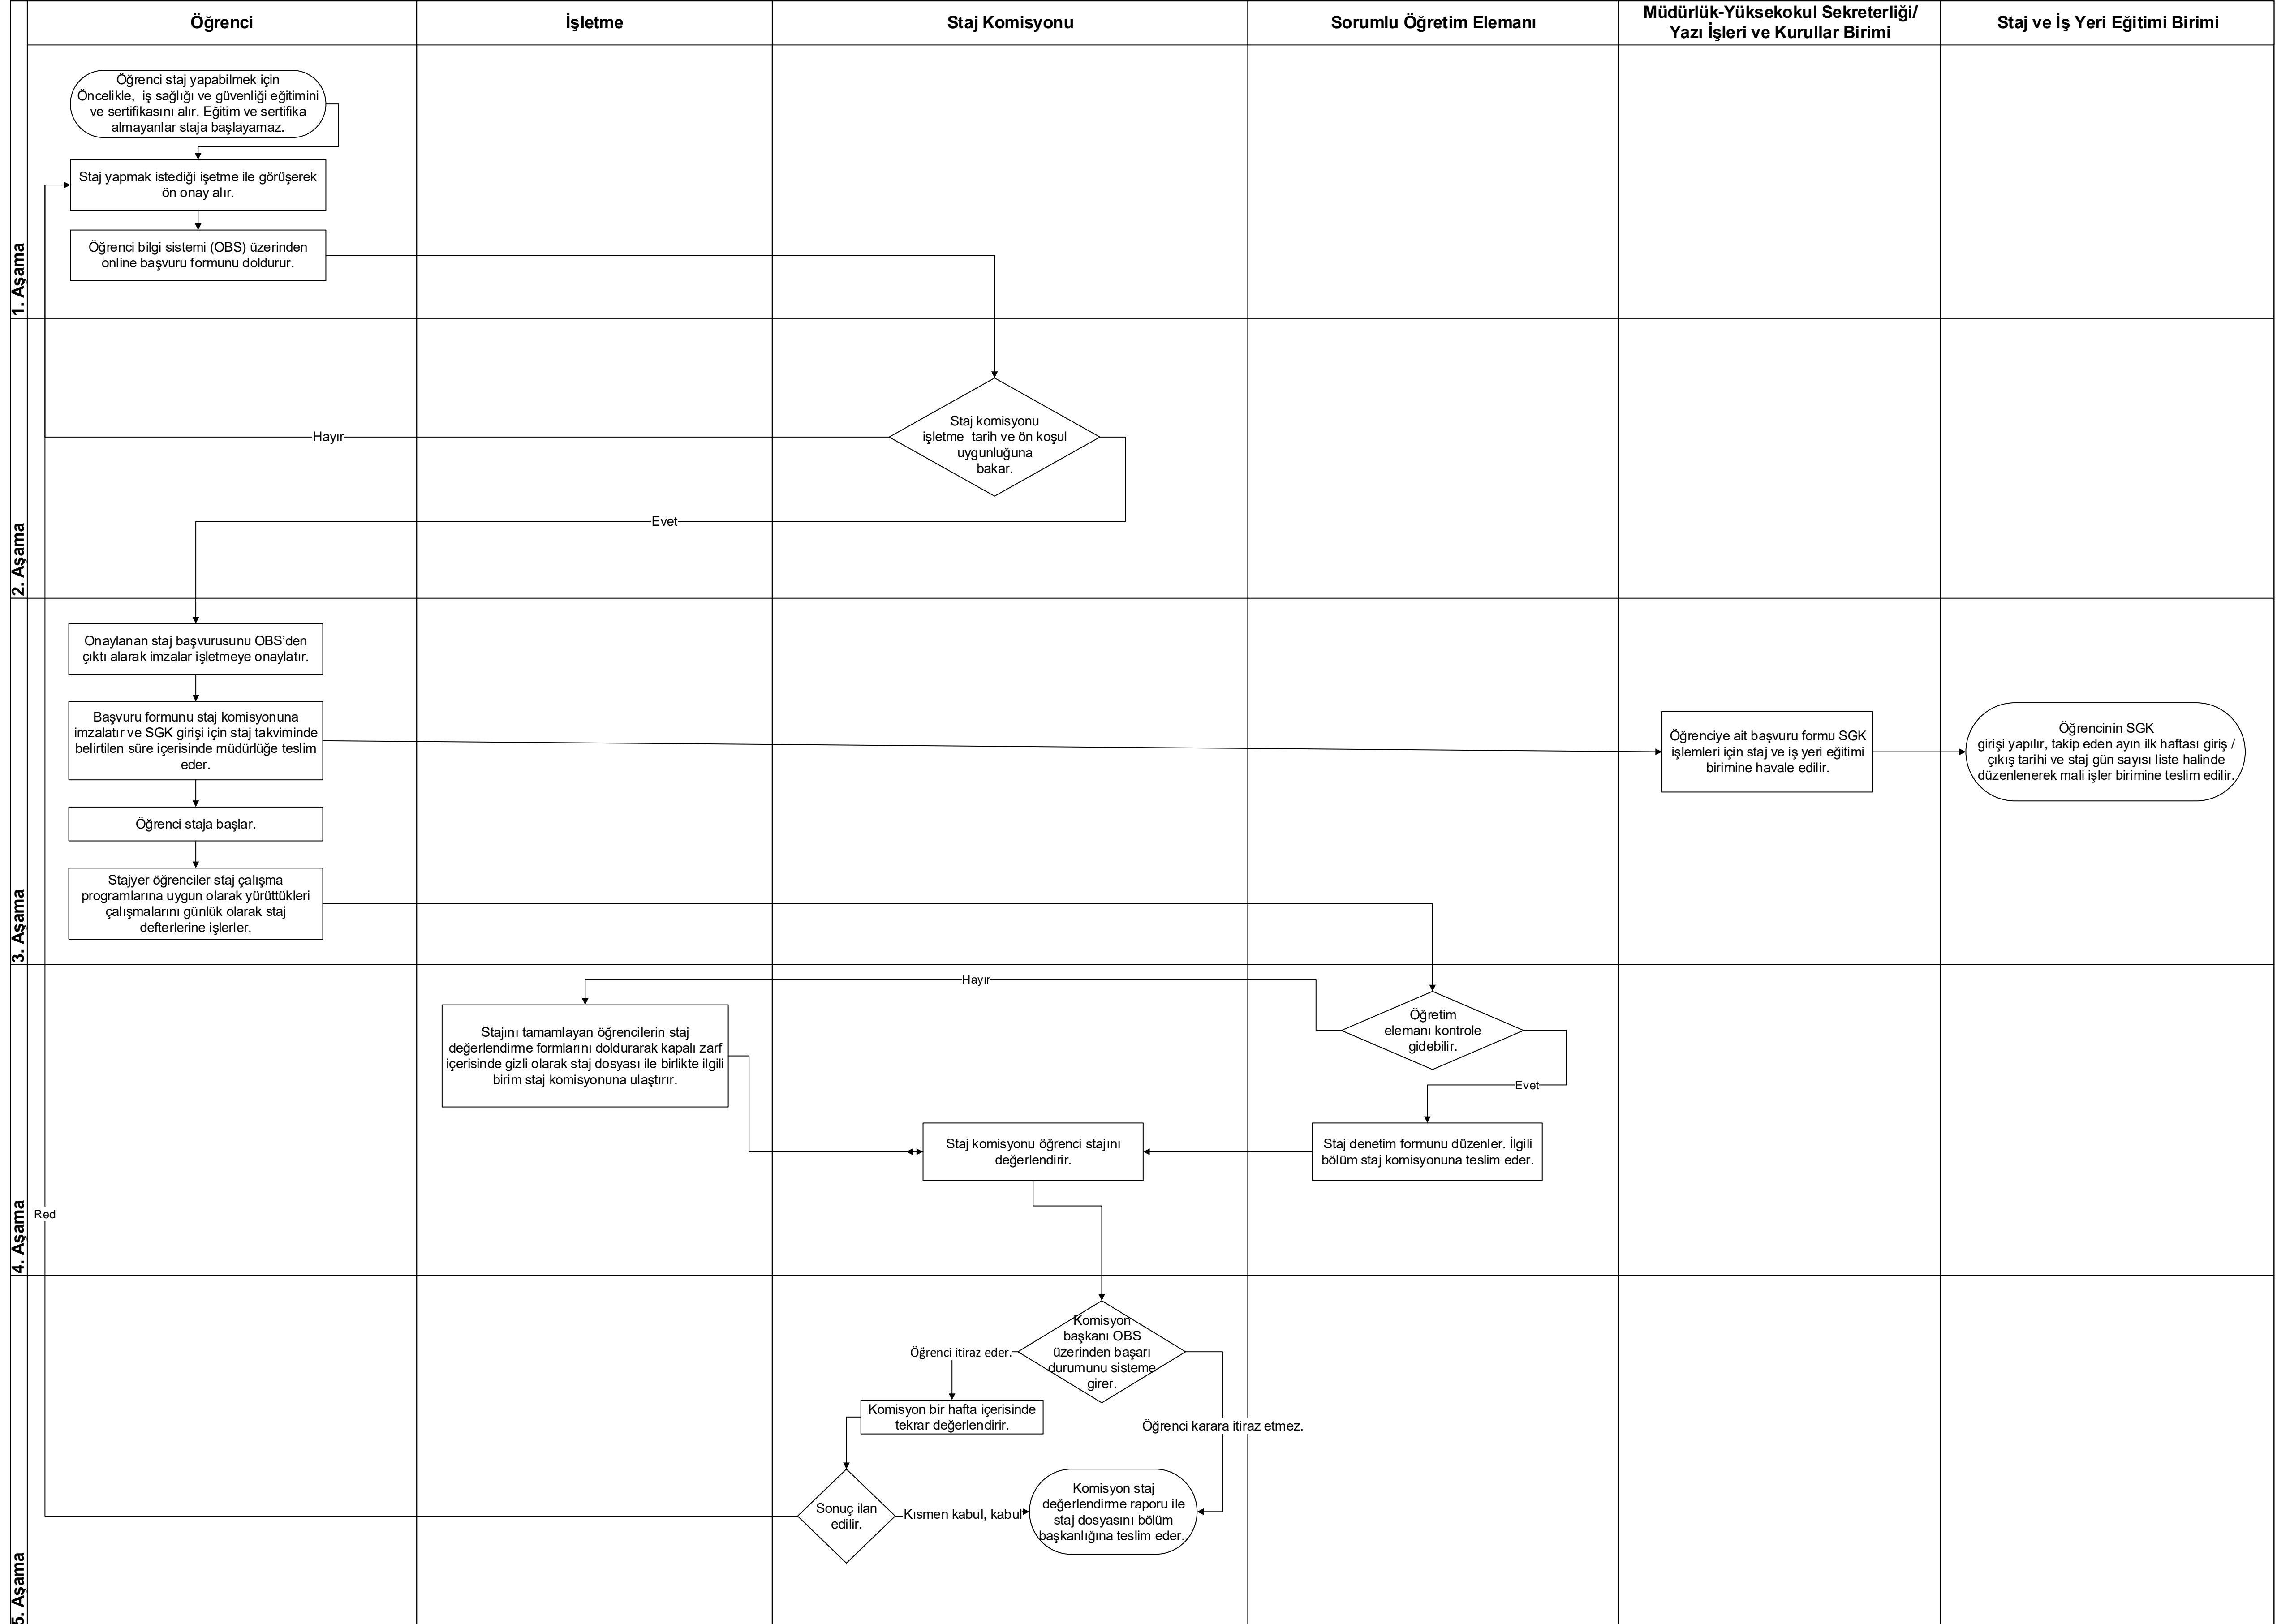 Öğrenci
İşletme
Staj Komisyonu
Sorumlu Öğretim Elemanı
Müdürlük-Yüksekokul Sekreterliği/
Yazı İşleri ve Kurullar Birimi
Staj ve İş Yeri Eğitimi Birimi
1. Aşama
Öğrenci staj yapabilmek için
Öncelikle,  iş sağlığı ve güvenliği eğitimini
ve sertifikasını alır. Eğitim ve sertifika
almayanlar staja başlayamaz.
Staj yapmak istediği işetme ile görüşerek
ön onay alır.
Öğrenci bilgi sistemi (OBS) üzerinden
online başvuru formunu doldurur.
2. Aşama
Staj komisyonu
işletme  tarih ve ön koşul
uygunluğuna
bakar.
Hayır
Evet
3. Aşama
Onaylanan staj başvurusunu OBS’den
çıktı alarak imzalar işletmeye onaylatır.
Başvuru formunu staj komisyonuna
imzalatır ve SGK girişi için staj takviminde
belirtilen süre içerisinde müdürlüğe teslim
eder.
Öğrenciye ait başvuru formu SGK
işlemleri için staj ve iş yeri eğitimi
birimine havale edilir.
Öğrencinin SGK
girişi yapılır, takip eden ayın ilk haftası giriş /
çıkış tarihi ve staj gün sayısı liste halinde
düzenlenerek mali işler birimine teslim edilir.
Öğrenci staja başlar.
Stajyer öğrenciler staj çalışma
programlarına uygun olarak yürüttükleri
çalışmalarını günlük olarak staj
defterlerine işlerler.
4. Aşama
Hayır
Öğretim
elemanı kontrole
gidebilir.
Evet
Stajını tamamlayan öğrencilerin staj
değerlendirme formlarını doldurarak kapalı zarf
içerisinde gizli olarak staj dosyası ile birlikte ilgili
birim staj komisyonuna ulaştırır.
Staj komisyonu öğrenci stajını
değerlendirir.
Staj denetim formunu düzenler. İlgili
bölüm staj komisyonuna teslim eder.
Red
5. Aşama
Komisyon
başkanı OBS
üzerinden başarı
durumunu sisteme
girer.
Öğrenci itiraz eder.
Komisyon bir hafta içerisinde
tekrar değerlendirir.
Öğrenci karara itiraz etmez.
Sonuç ilan
edilir.
Kısmen kabul, kabul
Komisyon staj
değerlendirme raporu ile
staj dosyasını bölüm
başkanlığına teslim eder.